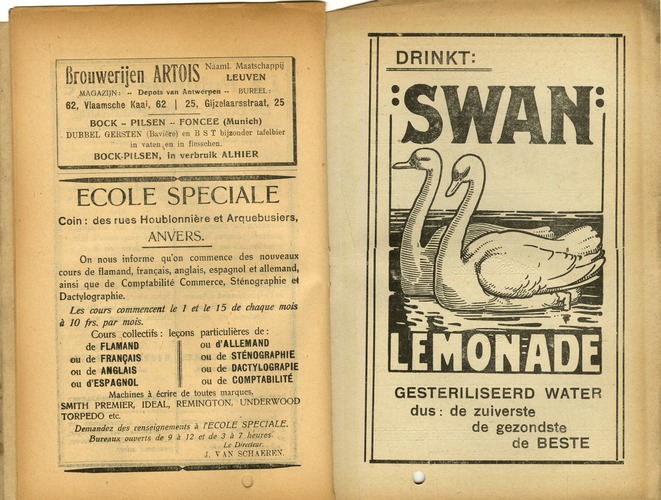 Brouwerijen ARTOIS Naaml. Maatschappij LEUVEN
MAGAZIJN: -- Depots van Antwerpen -- BUREEL:
62, Vlaamsche Kaai, 62 | 25, Gijzelaarsstraat, 25
BOCK -- PILSEN -- FONCEE (Munich)
DUBBEL GERSTEN (Bavière) en B S T bijzonder tafelbier
in vaten en in flesschen.
BOCK-PILSEN, in verbruik ALHIER
ECOLE SPECIALE
Coin : des rues Houblonnière et Arquebusiers,
ANVERS.
On nous informe qu'on commence des nouveaux
cours de flamand, français, anglais, espagnol et allemand,
ainsi que de Comptabilité Commerce, Sténographie et
Dactylographie.
Les cours commencent le 1 et le 15 de chaque mois
à 10 frs. par mois.
Cours collectifs : leçons particulières de :
de FLAMAND ou d'ALLEMAND
ou de FRANÇAIS ou de STÉNOGRAPHIE
ou de ANGLAIS ou de DACTYLOGRAPIE
ou d'ESPAGNOL ou de COMPTABILITÉ
Machines à écrire de toutes marques,
SMITH PREMIER, IDEAL, REMINGTON, UNDERWOOD
TORPEDO etc.
Demandez des renseignements à l'ECOLE SPECIALE.
Bureaux ouverts de 9 à 12 et de 3 à 7 heures.
Le Directeur.
J. VAN SCHAEREN.
DRINKT:
:SWAN:
LEMONADE
GESTERILISEERD WATER
dus : de zuiverste
de gezondste
de BESTE